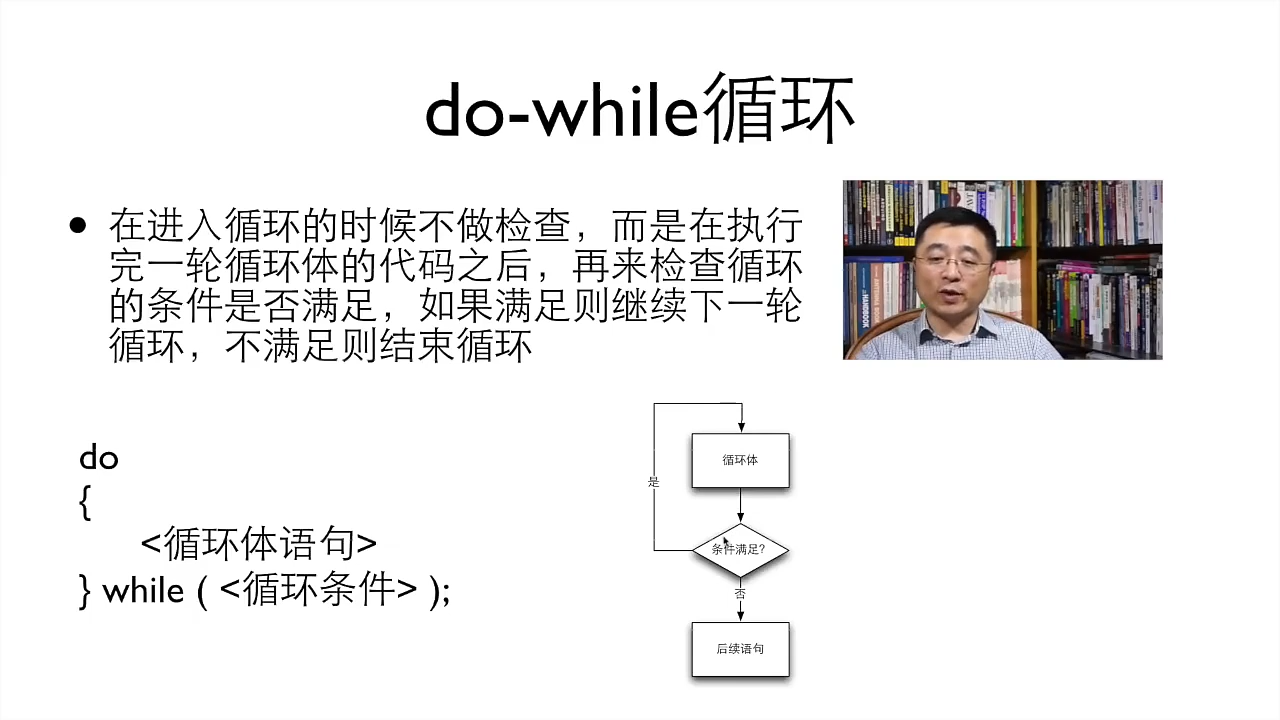 do-while循环
• 在进入循环的时候不做检查，而是在执行
完一轮循环体的代码之后，再来检查循环
的条件是否满足，如果满足则继续下一轮
循环，不满足则结束循环
do
{
<循环体语句>
} while ( <循环条件> );
循环体
是
条件满足?
否
后续语句